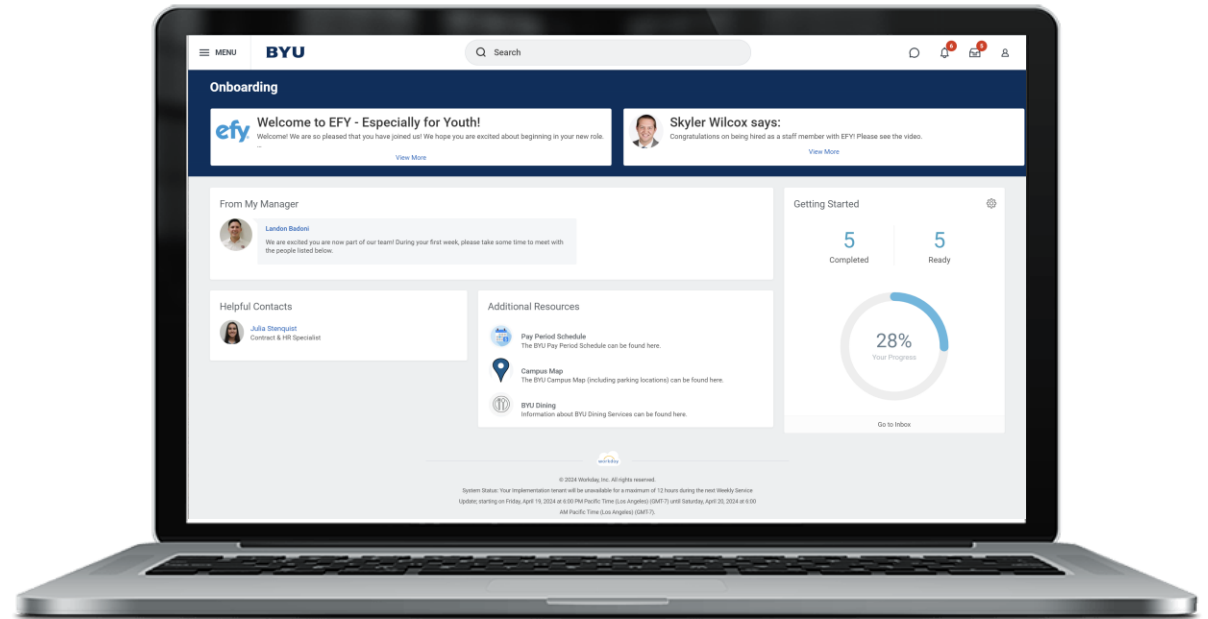 MENU
BYU
Search
6
5
Onboarding
efy
Welcome to EFY - Especially for Youth!
Welcome! We are so pleased that you have joined us! We hope you are excited about beginning in your new role.
...
View More
Skyler Wilcox says:
Congratulations on being hired as a staff member with EFY! Please see the video.
View More
From My Manager
Landon Badoni
We are excited you are now part of our team! During your first week, please take some time to meet with
the people listed below.
Helpful Contacts
Julia Stenquist
Contract & HR Specialist
Additional Resources
Pay Period Schedule
The BYU Pay Period Schedule can be found here.
Campus Map
The BYU Campus Map (including parking locations) can be found here.
BYU Dining
Information about BYU Dining Services can be found here.
Getting Started
5
Completed
5
Ready
28%
Your Progress
Go to Inbox
workday
© 2024 Workday, Inc. All rights reserved.
System Status: Your Implementation tenant will be unavailable for a maximum of 12 hours during the next Weekly Service
Update; starting on Friday, April 19, 2024 at 6:00 PM Pacific Time (Los Angeles) (GMT-7) until Saturday, April 20, 2024 at 6:00
AM Pacific Time (Los Angeles) (GMT-7).